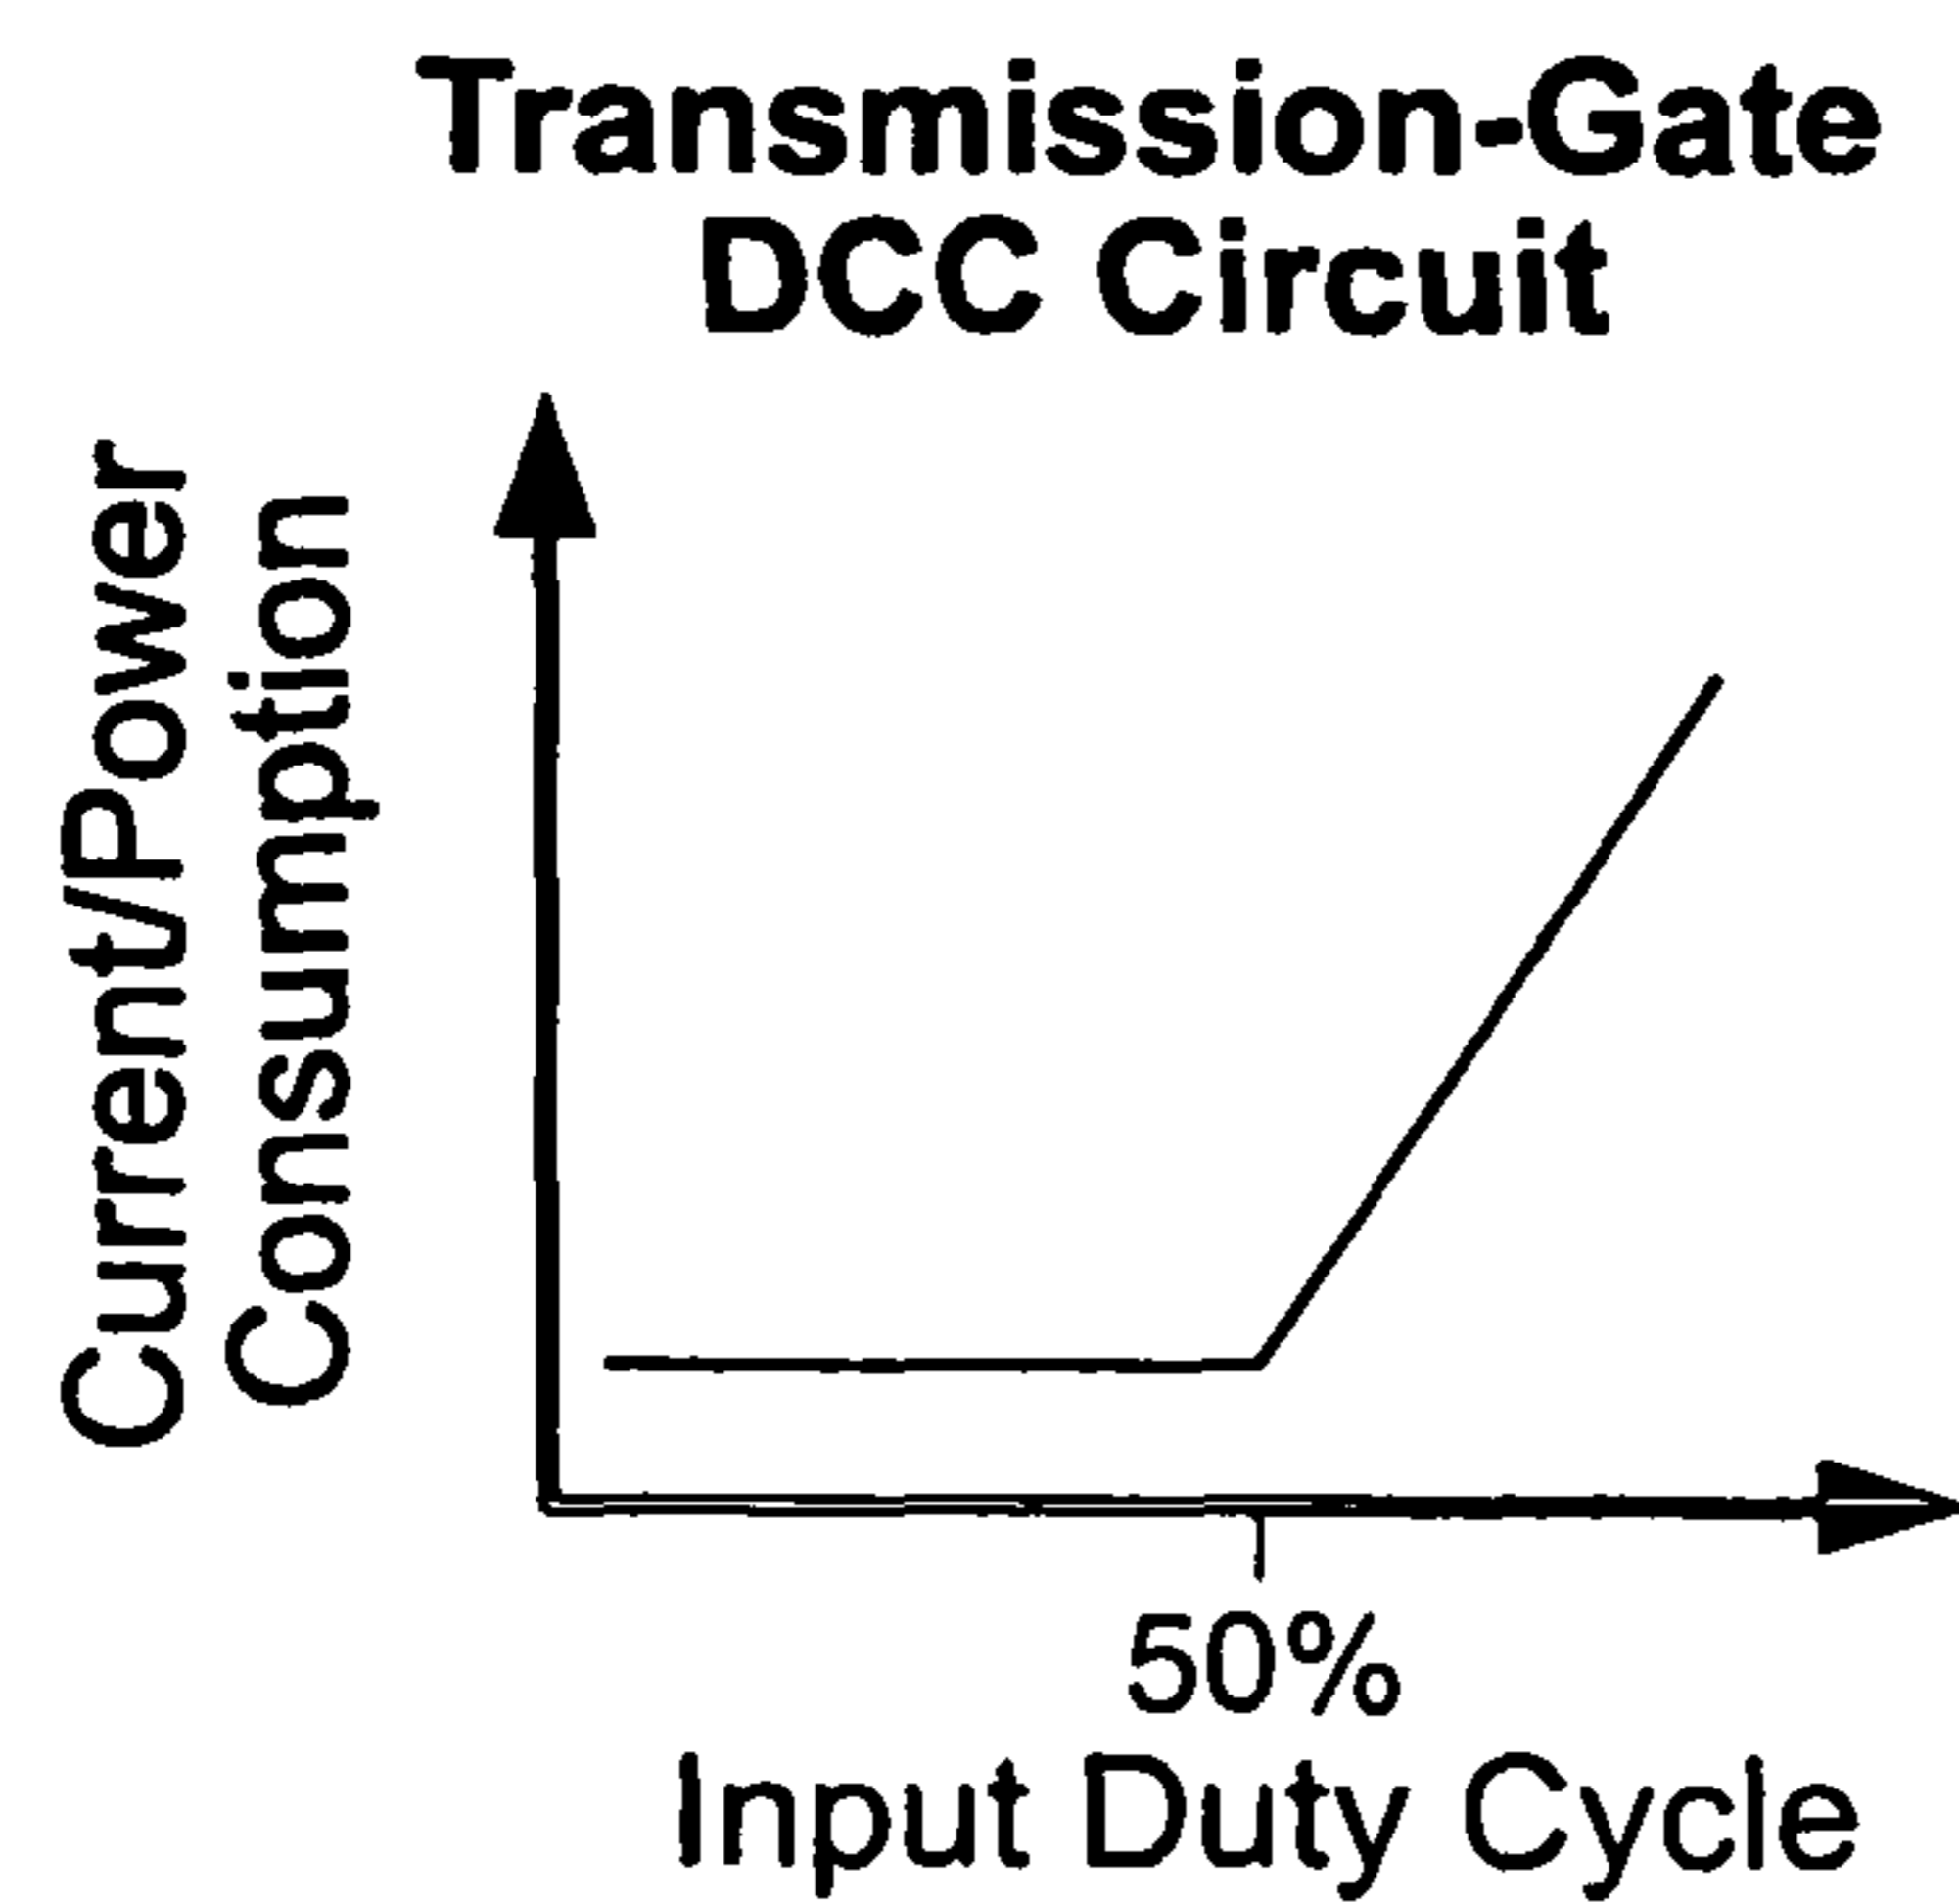 Transmission-Gate
DCC Circuit
Current/Power
Consumption
50%
Input Duty Cycle